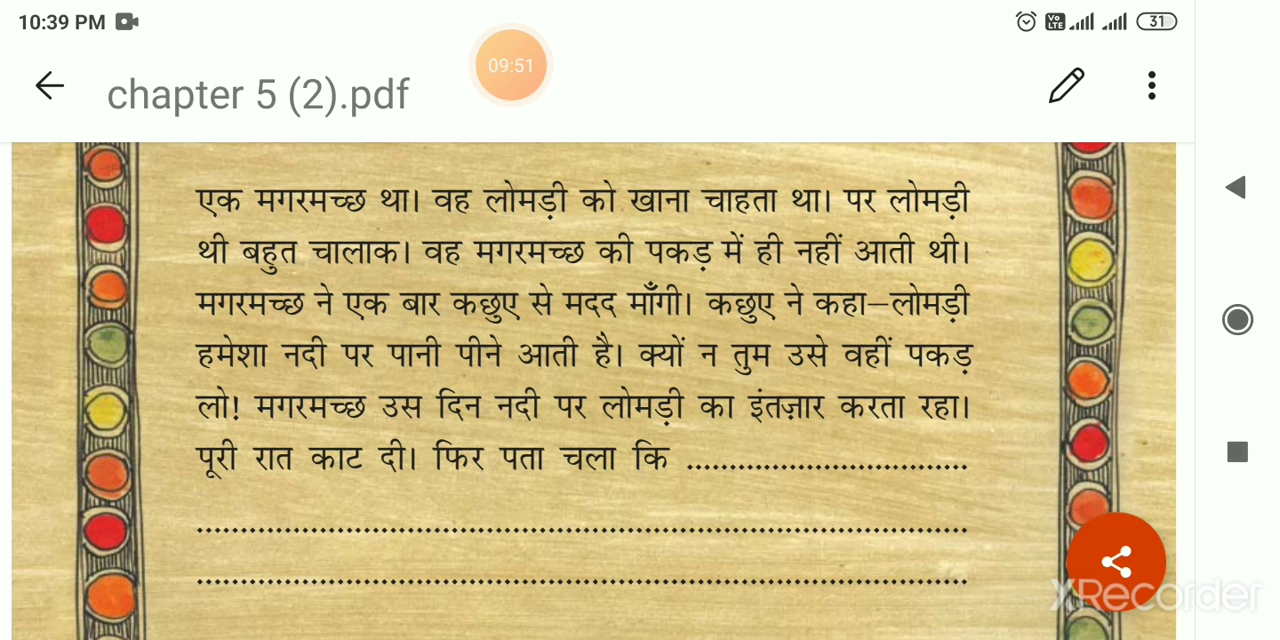 10:39 PM
Vo LTE
31
09:51
chapter 5 (2).pdf
एक मगरमच्छ था। वह लोमड़ी को खाना चाहता था। पर लोमड़ी
थी बहुत चालाक। वह मगरमच्छ की पकड़ में ही नहीं आती थी।
मगरमच्छ ने एक बार कछुए से मदद माँगी। कछुए ने कहा–लोमड़ी
हमेशा नदी पर पानी पीने आती है। क्यों न तुम उसे वहीं पकड़
लो! मगरमच्छ उस दिन नदी पर लोमड़ी का इंतज़ार करता रहा।
पूरी रात काट दी। फिर पता चला कि ................................
................................................................................
................................................................................
XRecorder